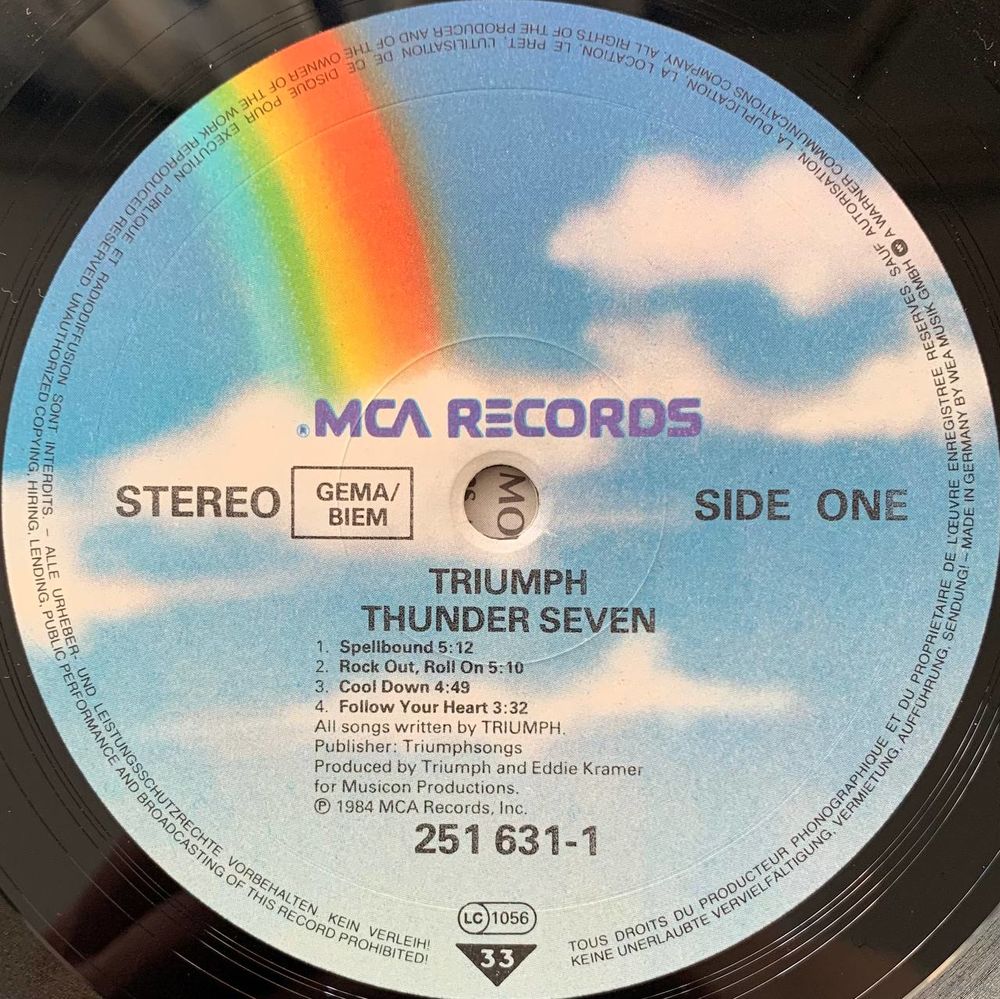 ® MCA RECORDS
STEREO
GEMA/
BIEM
MO
SIDE ONE
TRIUMPH
THUNDER SEVEN
1. Spellbound 5:12
2. Rock Out, Roll On 5:10
3. Cool Down 4:49
4. Follow Your Heart 3:32
All songs written by TRIUMPH.
Publisher: Triumphsongs
Produced by Triumph and Eddie Kramer
for Musicon Productions.
℗ 1984 MCA Records, Inc.
251 631-1
LC 1056
33
TOUS DROITS DU PRODUCTEUR PHONOGRAPHIQUE ET DU PROPRIETAIRE DE L'ŒUVRE ENREGISTREE RESERVES SAUF AUTORISATION, LA DUPLICATION, LA LOCATION, LE PRET, L'UTILISATION DE CE DISQUE POUR EXECUTION PUBLIQUE ET RADIODIFFUSION SONT INTERDITS. – ALLE URHEBER- UND LEISTUNGSSCHUTZRECHTE VORBEHALTEN. KEIN VERLEIH!
KEINE UNERLAUBTE VERVIELFÄLTIGUNG, VERMIETUNG, AUFFÜHRUNG, SENDUNG! – MADE IN GERMANY BY WEA MUSIK GMBH A WARNER COMMUNICATIONS COMPANY. ALL RIGHTS OF THE PRODUCER AND OF THE OWNER OF THE WORK REPRODUCED RESERVED UNAUTHORIZED COPYING, HIRING, LENDING, PUBLIC PERFORMANCE AND BROADCASTING OF THIS RECORD PROHIBITED!